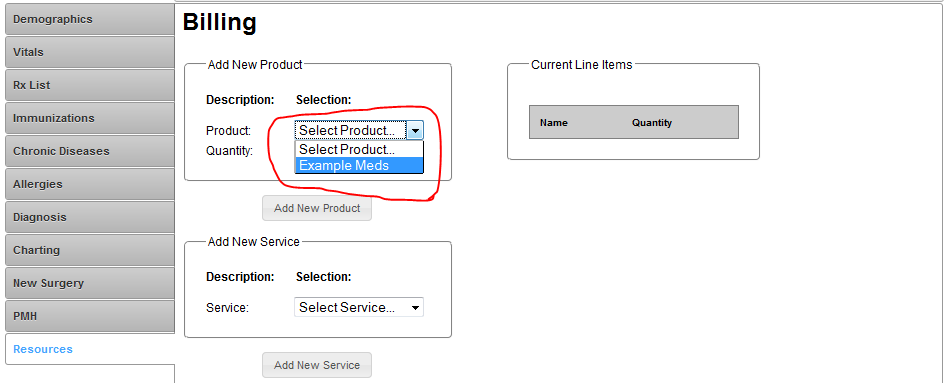 Demographics
Vitals
Rx List
Immunizations
Chronic Diseases
Allergies
Diagnosis
Charting
New Surgery
PMH
Resources
Billing
Add New Product
Description: Selection:
Product: Select Product...
Quantity: Select Product...
Example Meds
Add New Product
Add New Service
Description: Selection:
Service: Select Service...
Add New Service
Current Line Items
Name Quantity